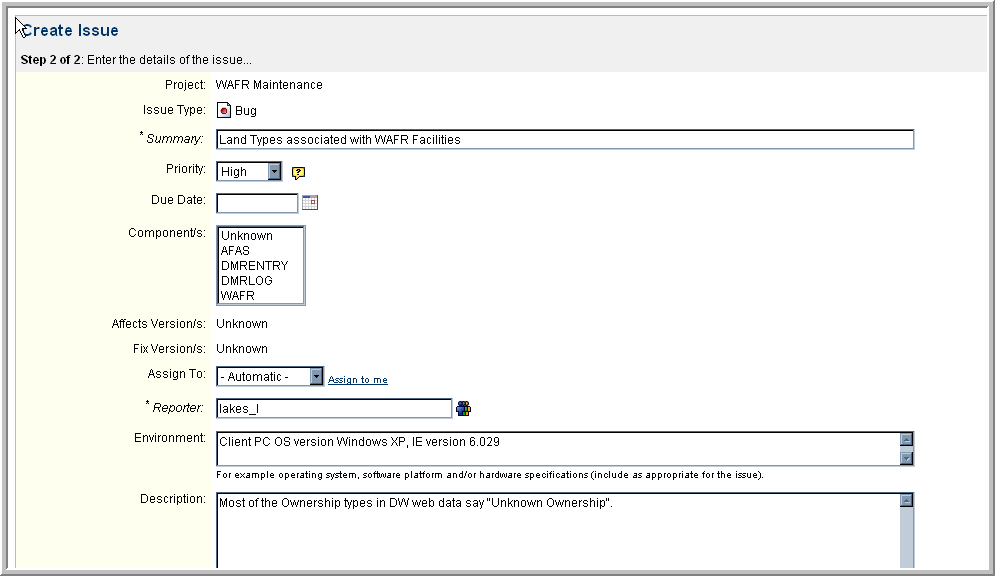 Create Issue
Step 2 of 2: Enter the details of the issue...
Project: WAFR Maintenance
Issue Type: Bug
* Summary: Land Types associated with WAFR Facilities
Priority: High ?
Due Date:
Component/s: Unknown
AFAS
DMRENTRY
DMRLOG
WAFR
Affects Version/s: Unknown
Fix Version/s: Unknown
Assign To: - Automatic - Assign to me
* Reporter: lakes_l
Environment: Client PC OS version Windows XP, IE version 6.029
For example operating system, software platform and/or hardware specifications (include as appropriate for the issue).
Description: Most of the Ownership types in DW web data say "Unknown Ownership".